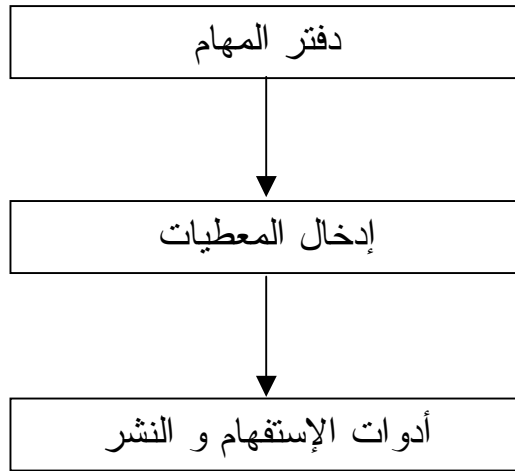 دفتر المهام
إدخال المعطيات
أدوات الإستفهام و النشر